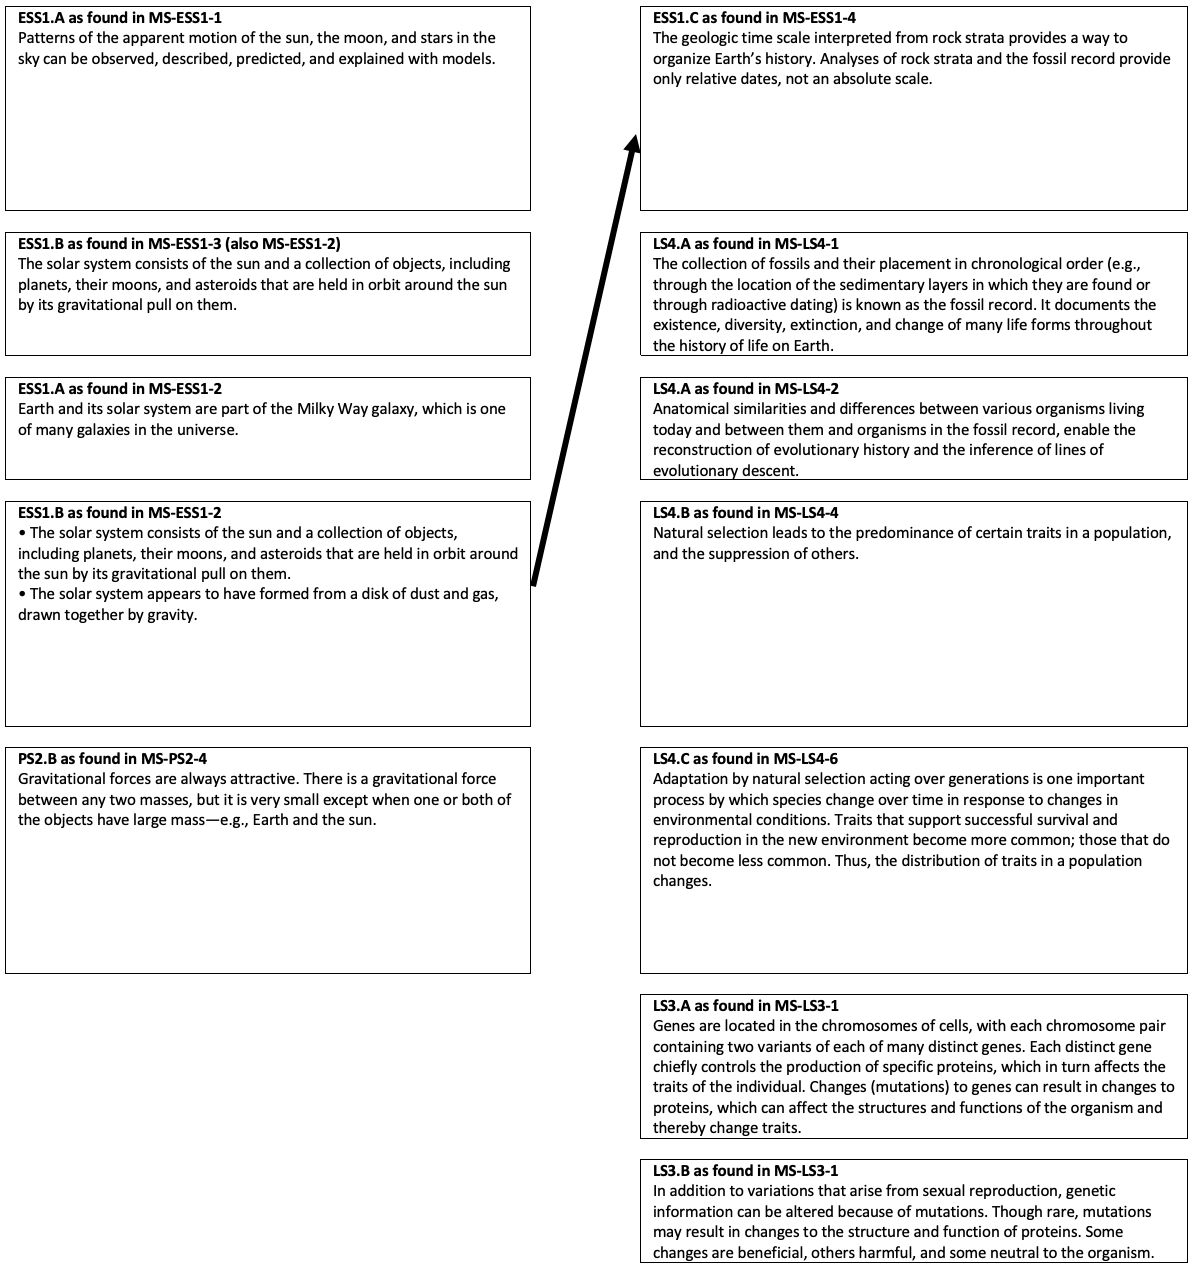 ESS1.A as found in MS-ESS1-1
Patterns of the apparent motion of the sun, the moon, and stars in the
sky can be observed, described, predicted, and explained with models.
ESS1.B as found in MS-ESS1-3 (also MS-ESS1-2)
The solar system consists of the sun and a collection of objects, including
planets, their moons, and asteroids that are held in orbit around the sun
by its gravitational pull on them.
ESS1.A as found in MS-ESS1-2
Earth and its solar system are part of the Milky Way galaxy, which is one
of many galaxies in the universe.
ESS1.B as found in MS-ESS1-2
• The solar system consists of the sun and a collection of objects,
including planets, their moons, and asteroids that are held in orbit around
the sun by its gravitational pull on them.
• The solar system appears to have formed from a disk of dust and gas,
drawn together by gravity.
PS2.B as found in MS-PS2-4
Gravitational forces are always attractive. There is a gravitational force
between any two masses, but it is very small except when one or both of
the objects have large mass—e.g., Earth and the sun.
ESS1.C as found in MS-ESS1-4
The geologic time scale interpreted from rock strata provides a way to
organize Earth’s history. Analyses of rock strata and the fossil record provide
only relative dates, not an absolute scale.
LS4.A as found in MS-LS4-1
The collection of fossils and their placement in chronological order (e.g.,
through the location of the sedimentary layers in which they are found or
through radioactive dating) is known as the fossil record. It documents the
existence, diversity, extinction, and change of many life forms throughout
the history of life on Earth.
LS4.A as found in MS-LS4-2
Anatomical similarities and differences between various organisms living
today and between them and organisms in the fossil record, enable the
reconstruction of evolutionary history and the inference of lines of
evolutionary descent.
LS4.B as found in MS-LS4-4
Natural selection leads to the predominance of certain traits in a population,
and the suppression of others.
LS4.C as found in MS-LS4-6
Adaptation by natural selection acting over generations is one important
process by which species change over time in response to changes in
environmental conditions. Traits that support successful survival and
reproduction in the new environment become more common; those that do
not become less common. Thus, the distribution of traits in a population
changes.
LS3.A as found in MS-LS3-1
Genes are located in the chromosomes of cells, with each chromosome pair
containing two variants of each of many distinct genes. Each distinct gene
chiefly controls the production of specific proteins, which in turn affects the
traits of the individual. Changes (mutations) to genes can result in changes to
proteins, which can affect the structures and functions of the organism and
thereby change traits.
LS3.B as found in MS-LS3-1
In addition to variations that arise from sexual reproduction, genetic
information can be altered because of mutations. Though rare, mutations
may result in changes to the structure and function of proteins. Some
changes are beneficial, others harmful, and some neutral to the organism.